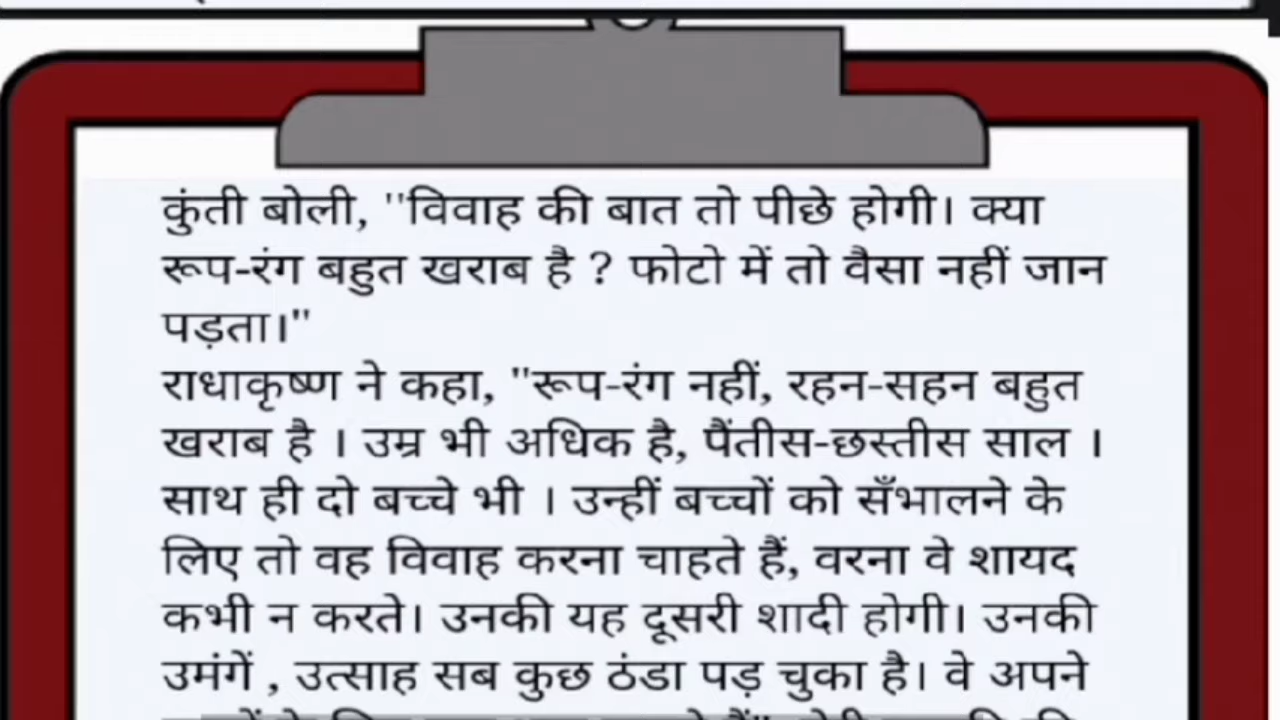 कुंती बोली, "विवाह की बात तो पीछे होगी। क्या
रूप-रंग बहुत खराब है ? फोटो में तो वैसा नहीं जान
पड़ता।"
राधाकृष्ण ने कहा, "रूप-रंग नहीं, रहन-सहन बहुत
खराब है । उम्र भी अधिक है, पैंतीस-छस्तीस साल ।
साथ ही दो बच्चे भी । उन्हीं बच्चों को सँभालने के
लिए तो वह विवाह करना चाहते हैं, वरना वे शायद
कभी न करते। उनकी यह दूसरी शादी होगी। उनकी
उमंगें , उत्साह सब कुछ ठंडा पड़ चुका है। वे अपने